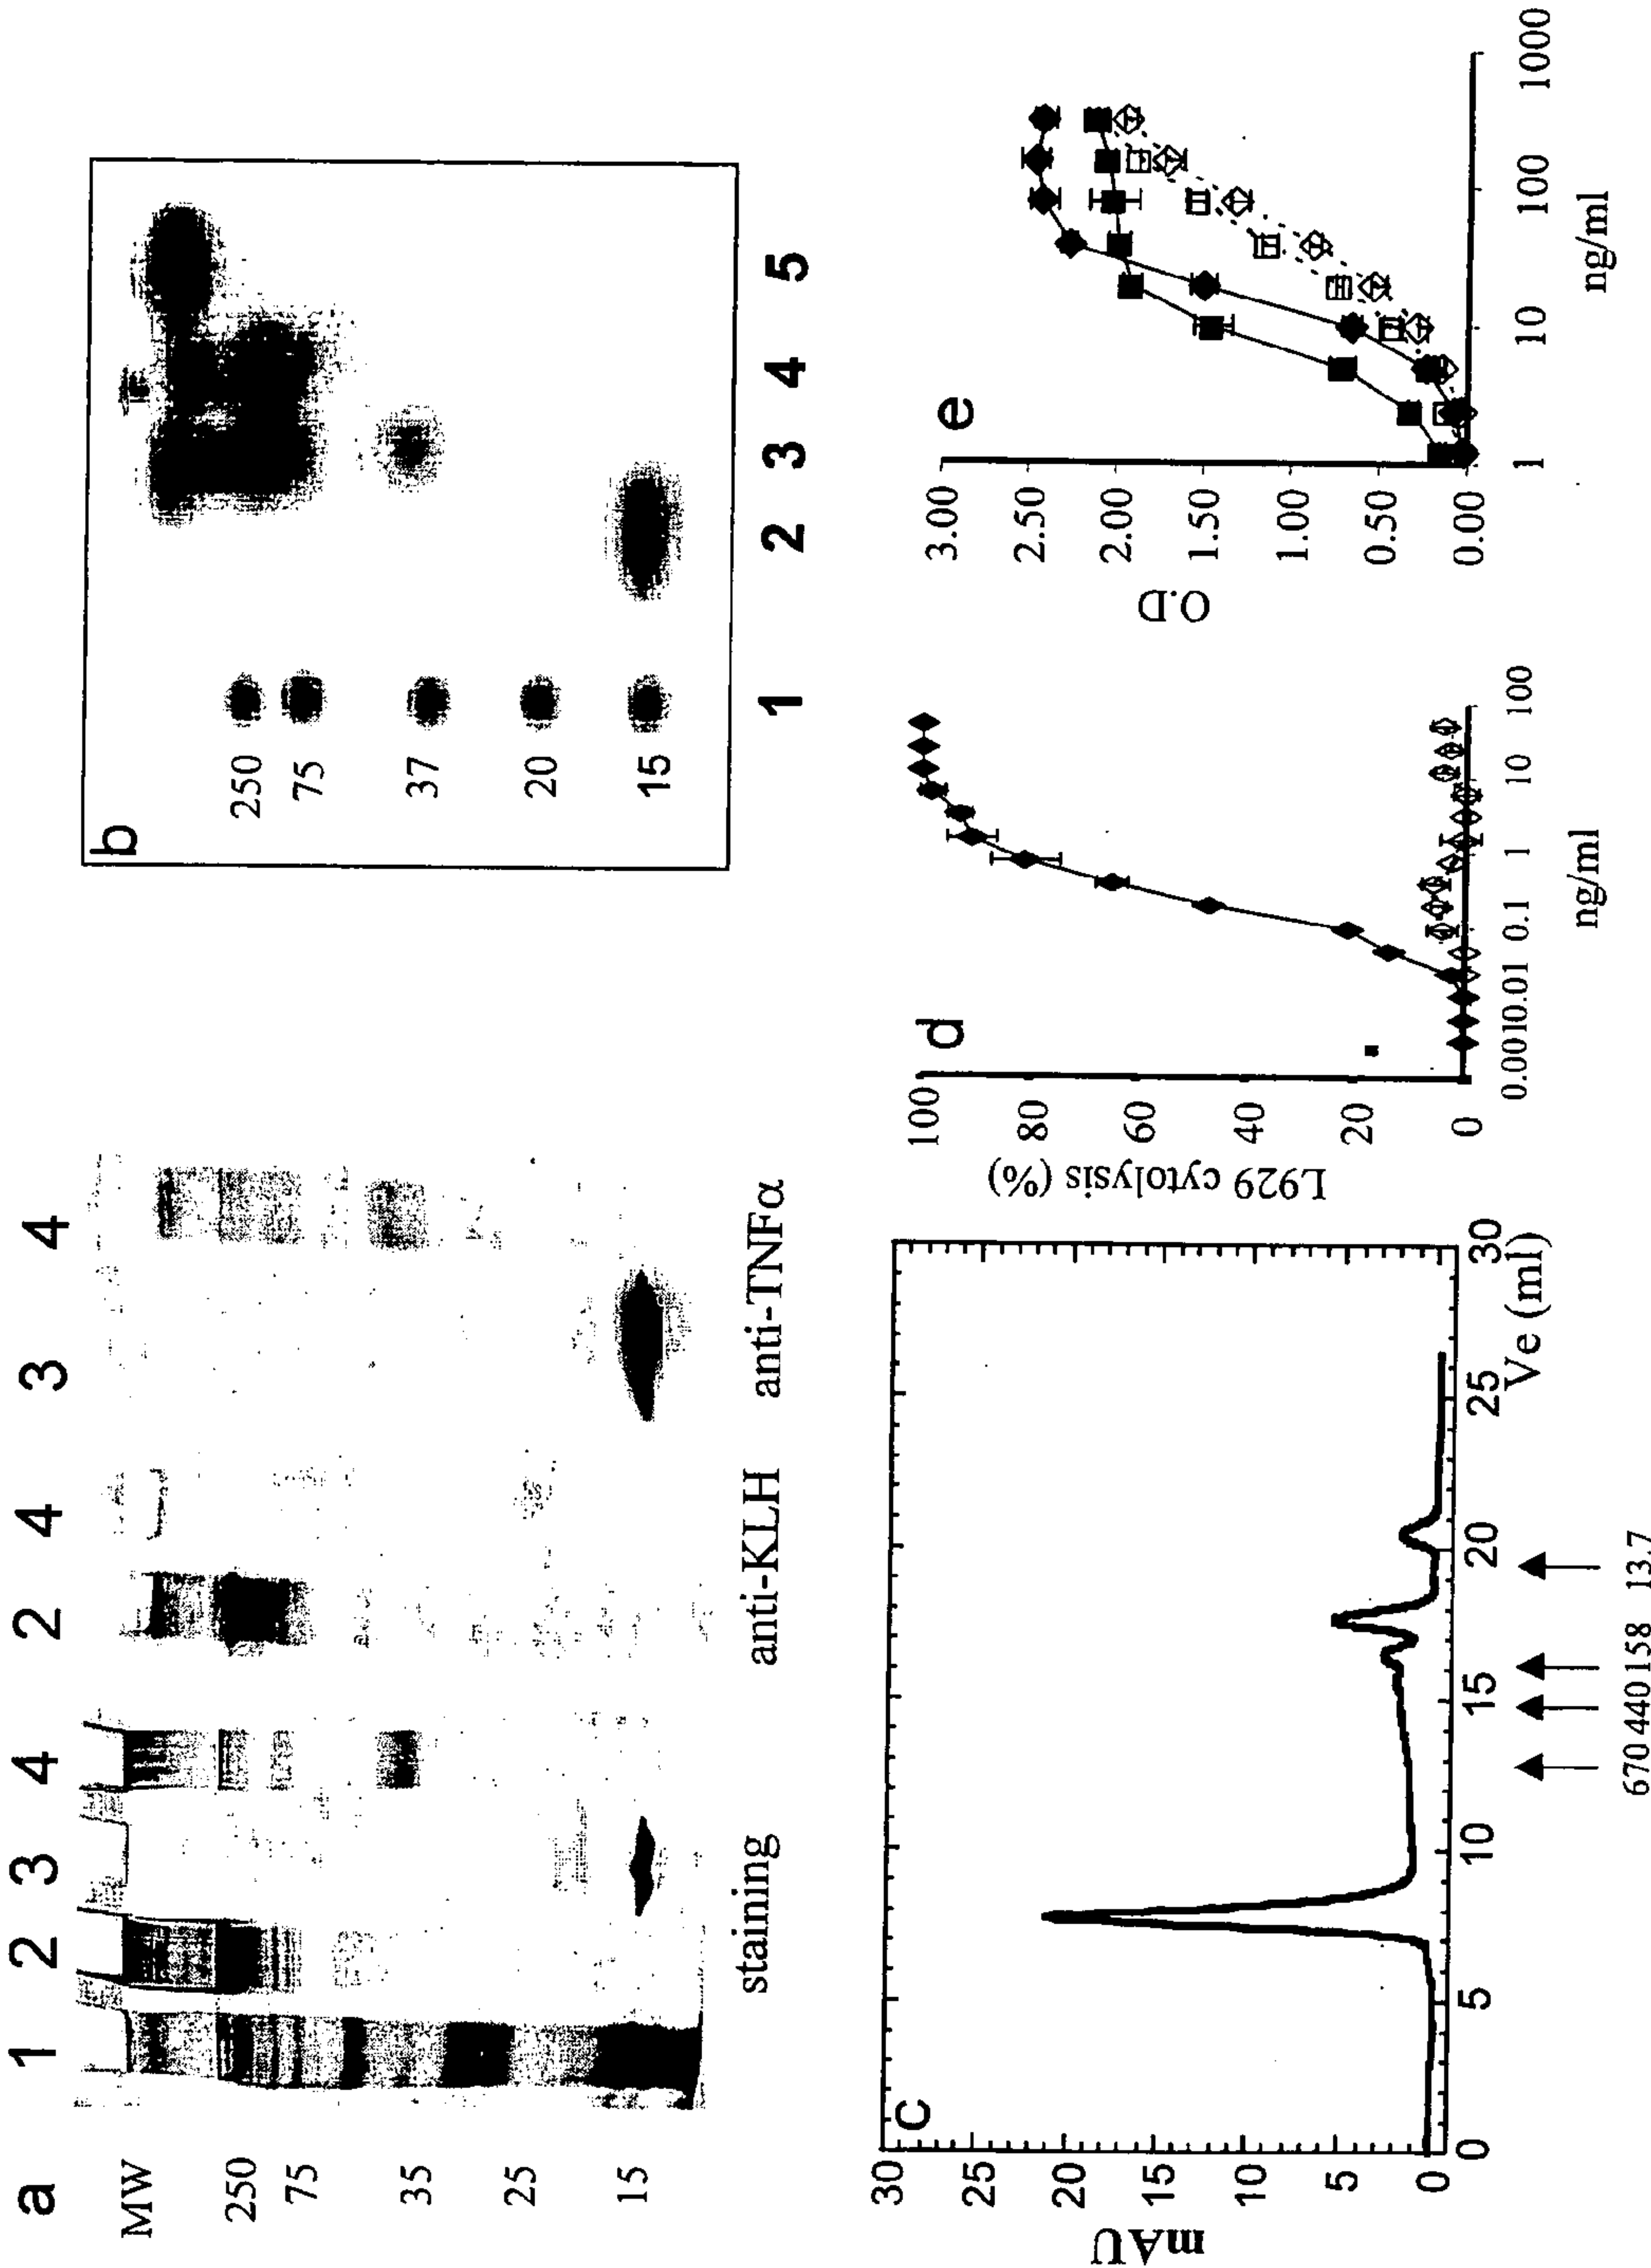 a
1 2 3 4 2 4 3 4
MW
250
75
35
25
15
staining anti-KLH anti-TNFα
b
250
75
37
20
15
1 2 3 4 5
c
mAU
30
25
20
15
10
5
0
0 5 10 15 20 25 30
Ve (ml)
670 440 158 13.7
d
L929 cytolysis (%)
100
80
60
40
20
0
0.001 0.01 0.1 1 10 100
ng/ml
e
O.D
3.00
2.50
2.00
1.50
1.00
0.50
0.00
1 10 100 1000
ng/ml